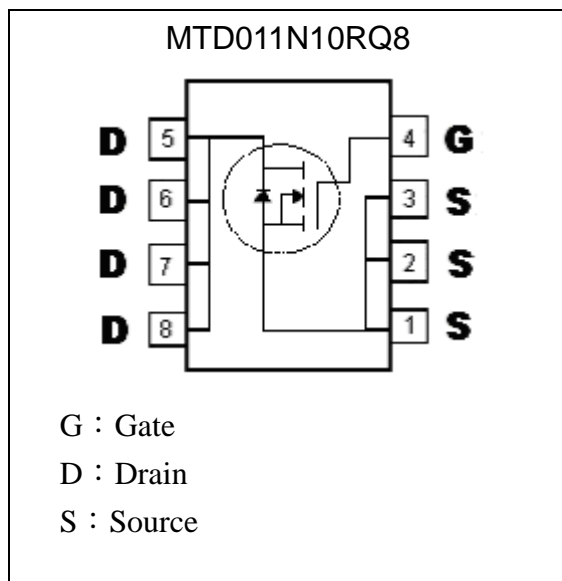 MTD011N10RQ8
D 5 4 G
D 6 3 S
D 7 2 S
D 8 1 S
G：Gate
D：Drain
S：Source